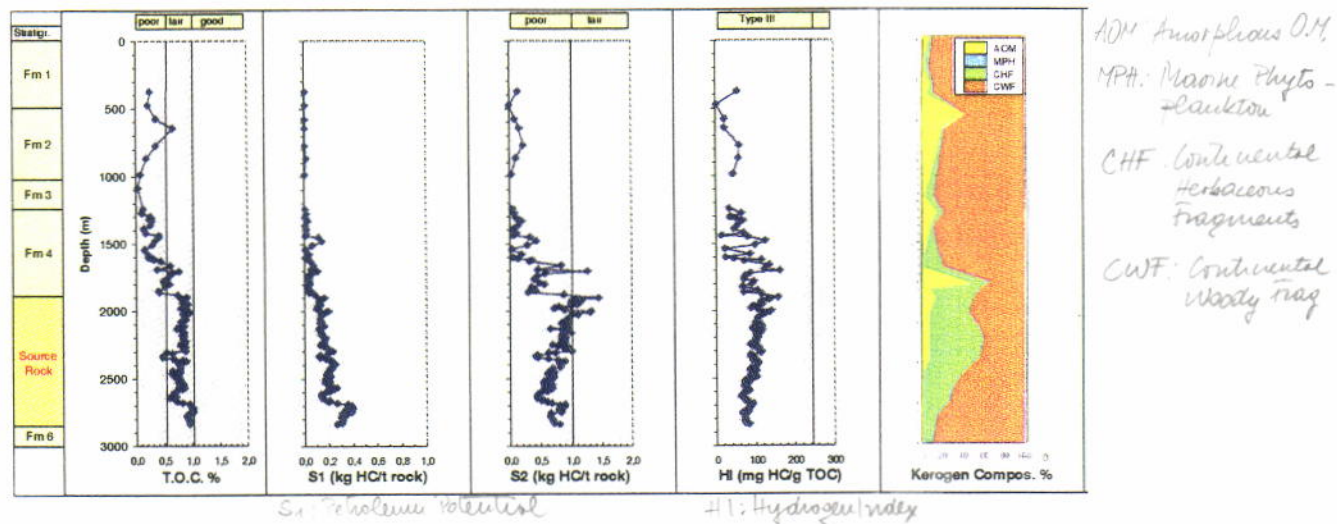 poor fair good
poor fair
Type III
Stratigr.
Fm 1
Fm 2
Fm 3
Fm 4
Source
Rock
Fm 6
Depth (m)
0
500
1000
1500
2000
2500
3000
0,0 0,5 1,0 1,5 2,0
T.O.C. %
0,0 0,2 0,4 0,6 0,8 1,0
S1 (kg HC/t rock)
0,0 0,5 1,0 1,5 2,0
S2 (kg HC/t rock)
0 100 200 300
HI (mg HC/g TOC)
AOM
MPH
CHF
CWF
Kerogen Compos. %
AOM Amorphous O.M.
MPH: Marine Phyto-
plankton
CHF Continental
Herbaceous
Fragments
CWF: Continental
Woody Frag
Petroleum Potential
HI: Hydrogen Index